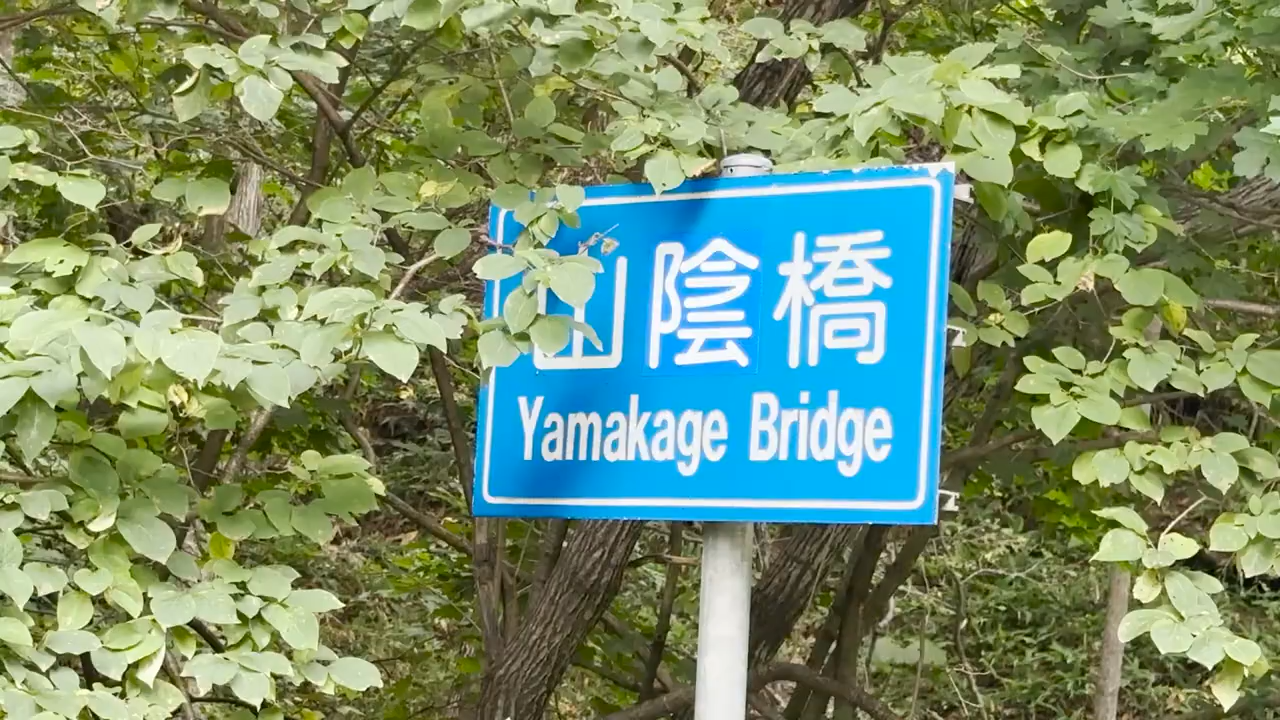 山陰橋
Yamakage Bridge